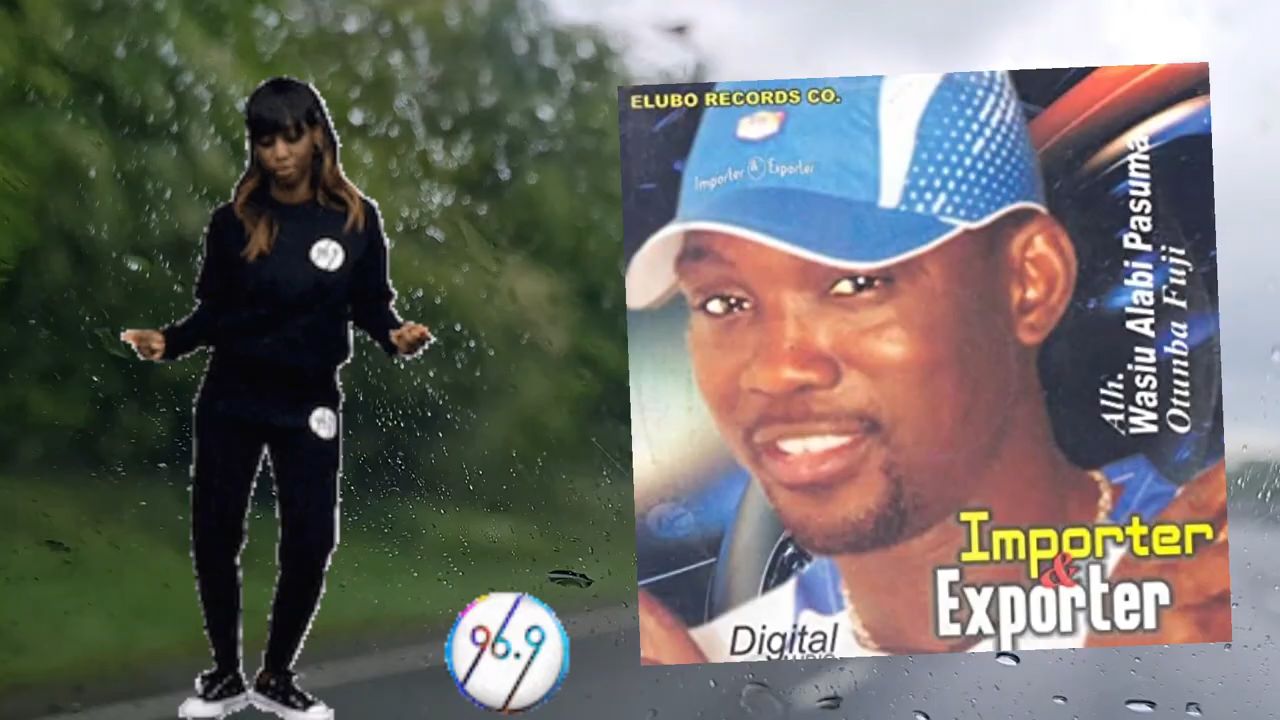 ELUBO RECORDS CO.
Importer & Exporter
Alh.
Wasiu Alabi Pasuma
Otunba Fuji
Importer
&
Exporter
Digital
96.9